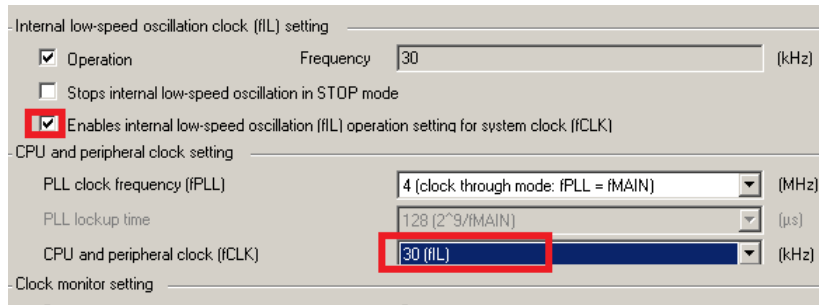 Internal low-speed oscillation clock (fIL) setting
Operation Frequency 30 (kHz)
Stops internal low-speed oscillation in STOP mode
Enables internal low-speed oscillation (fIL) operation setting for system clock (fCLK)
CPU and peripheral clock setting
PLL clock frequency (fPLL) 4 (clock through mode: fPLL = fMAIN) (MHz)
PLL lockup time 128 (2^9/fMAIN) (µs)
CPU and peripheral clock (fCLK) 30 (fIL) (kHz)
Clock monitor setting